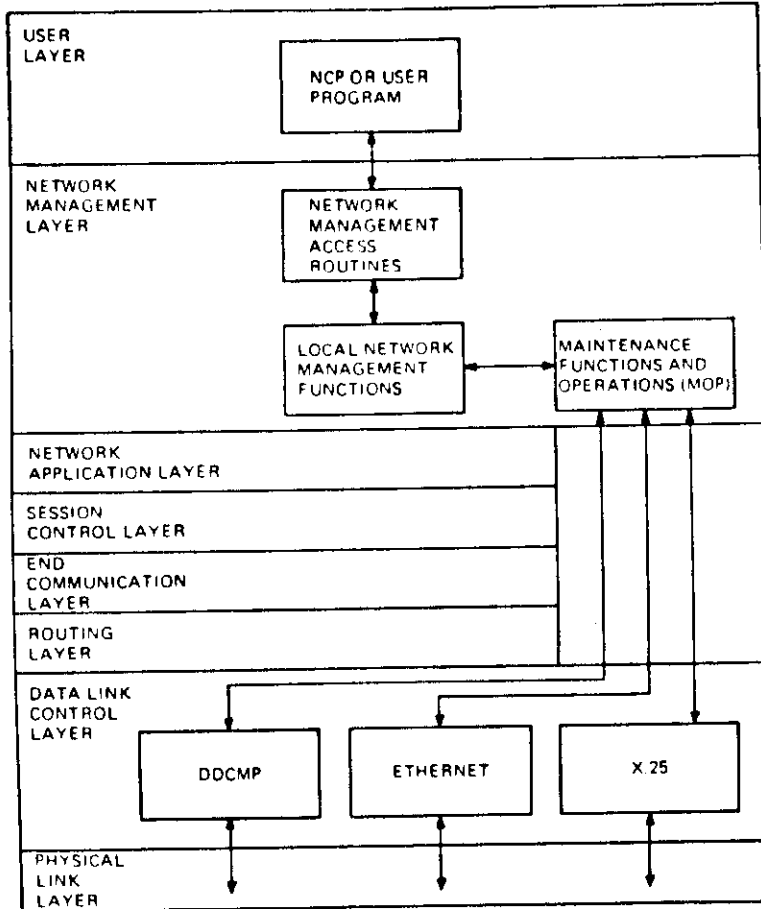 USER
LAYER
NCP OR USER
PROGRAM
NETWORK
MANAGEMENT
LAYER
NETWORK
MANAGEMENT
ACCESS
ROUTINES
LOCAL NETWORK
MANAGEMENT
FUNCTIONS
MAINTENANCE
FUNCTIONS AND
OPERATIONS (MOP)
NETWORK
APPLICATION LAYER
SESSION
CONTROL LAYER
END
COMMUNICATION
LAYER
ROUTING
LAYER
DATA LINK
CONTROL
LAYER
DDCMP
ETHERNET
X.25
PHYSICAL
LINK
LAYER